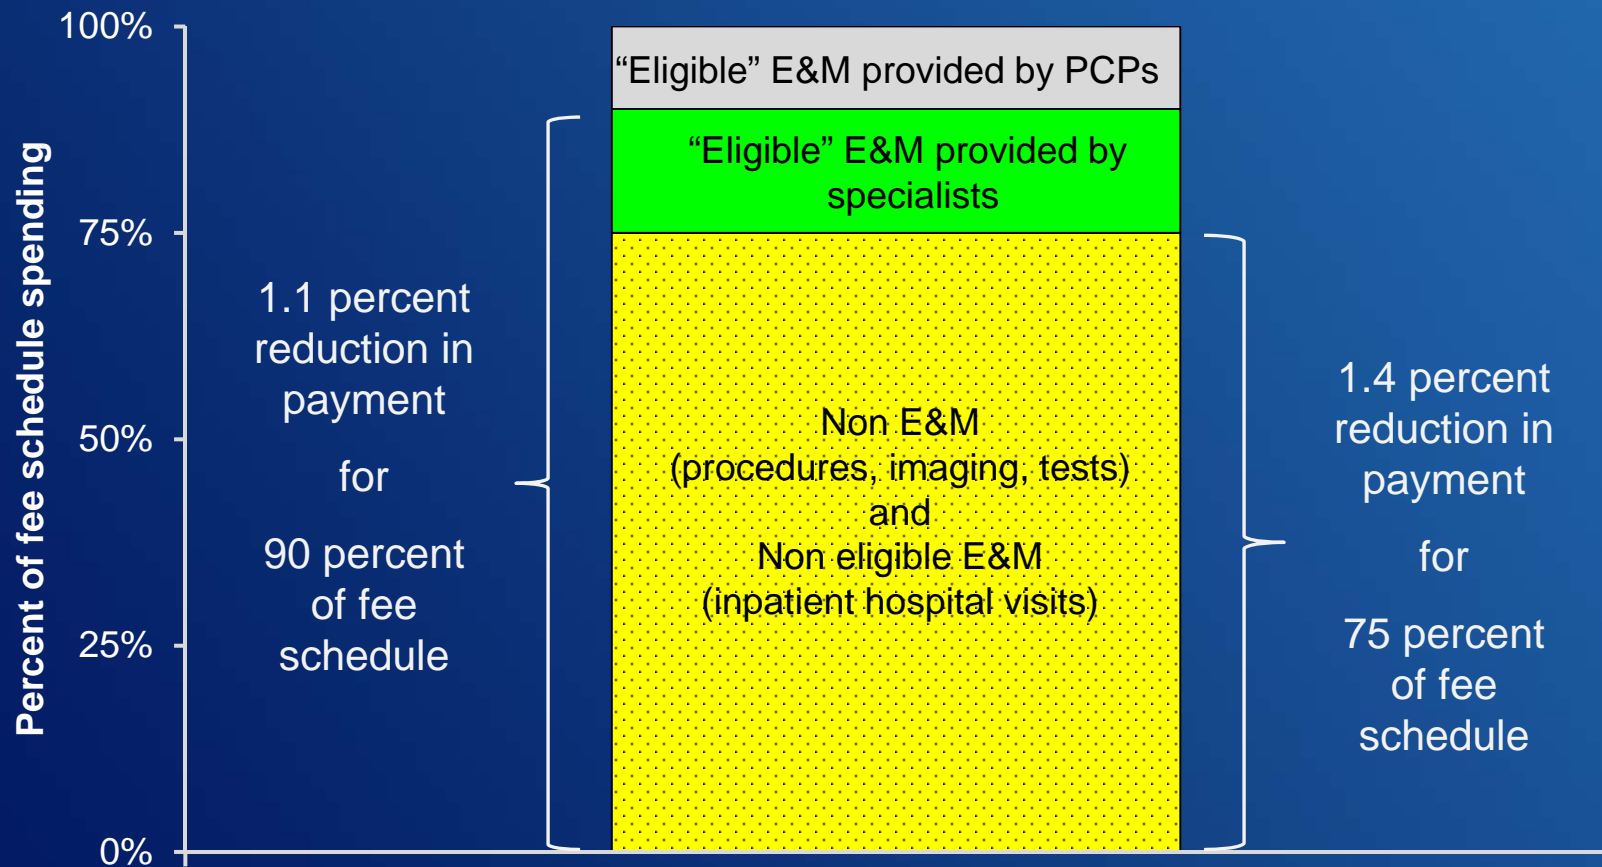 Percent of fee schedule spending
100%
75%
50%
25%
0%
1.1 percent
reduction in
payment
for
90 percent
of fee
schedule
“Eligible” E&M provided by PCPs
“Eligible” E&M provided by
specialists
Non E&M
(procedures, imaging, tests)
and
Non eligible E&M
(inpatient hospital visits)
1.4 percent
reduction in
payment
for
75 percent
of fee
schedule